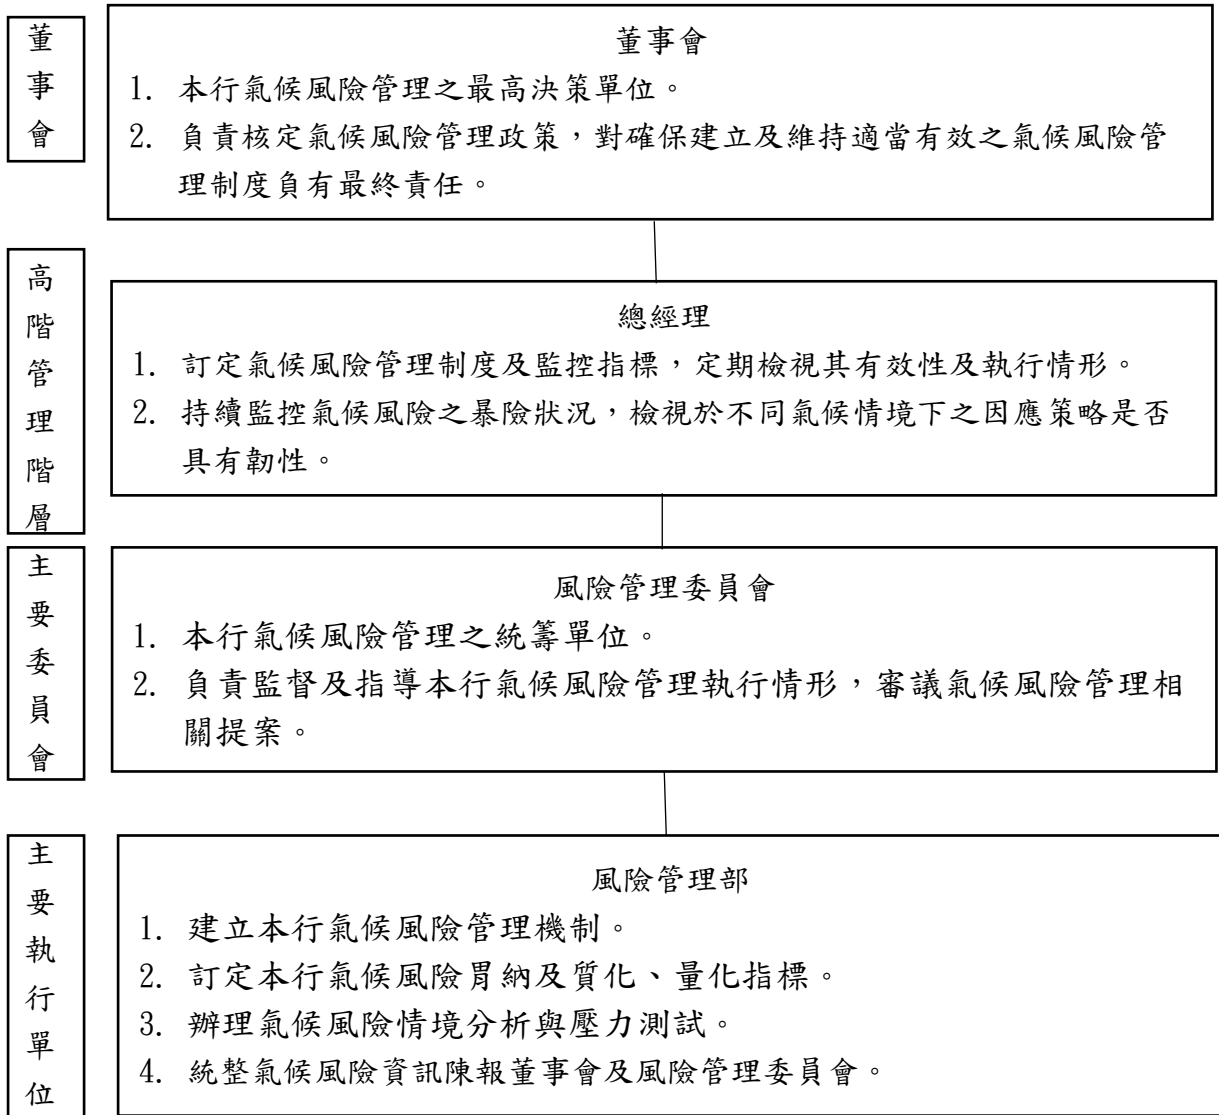 董事會
董事會
1. 本行氣候風險管理之最高決策單位。
2. 負責核定氣候風險管理政策，對確保建立及維持適當有效之氣候風險管
理制度負有最終責任。
高階管理階層
總經理
1. 訂定氣候風險管理制度及監控指標，定期檢視其有效性及執行情形。
2. 持續監控氣候風險之暴險狀況，檢視於不同氣候情境下之因應策略是否
具有韌性。
主要委員會
風險管理委員會
1. 本行氣候風險管理之統籌單位。
2. 負責監督及指導本行氣候風險管理執行情形，審議氣候風險管理相
關提案。
主要執行單位
風險管理部
1. 建立本行氣候風險管理機制。
2. 訂定本行氣候風險胃納及質化、量化指標。
3. 辦理氣候風險情境分析與壓力測試。
4. 統整氣候風險資訊陳報董事會及風險管理委員會。